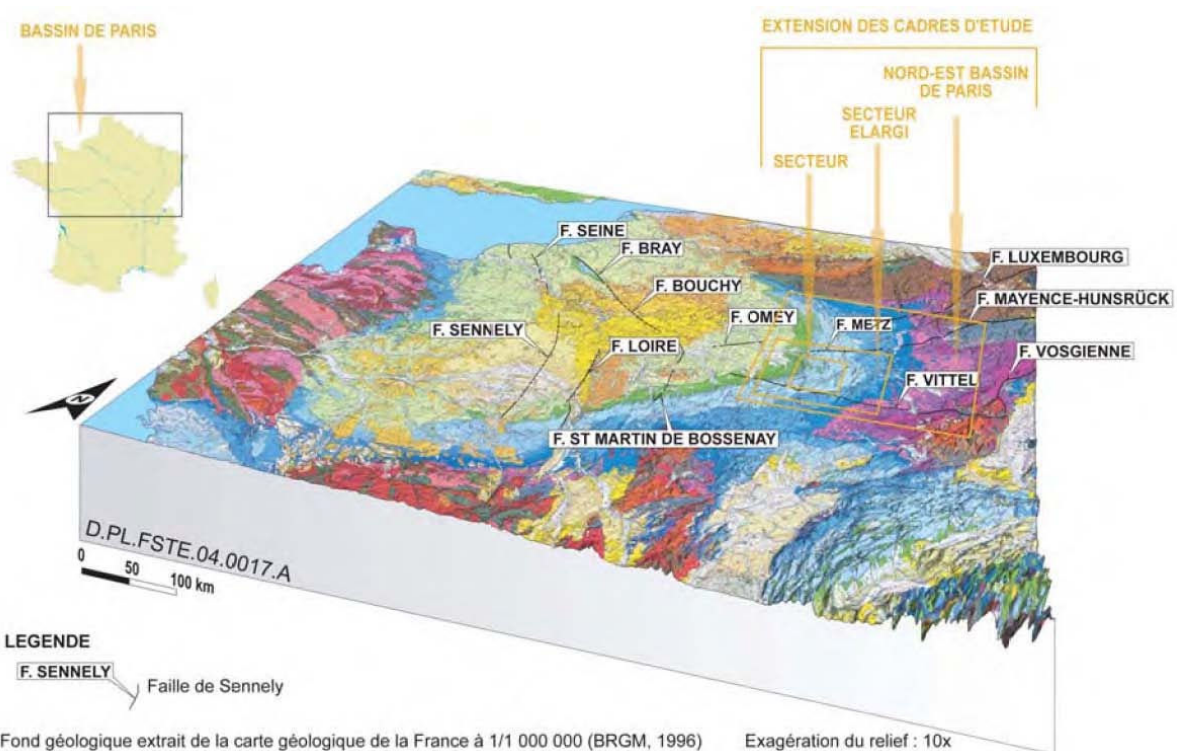 BASSIN DE PARIS
EXTENSION DES CADRES D'ETUDE
NORD-EST BASSIN
DE PARIS
SECTEUR
ELARGI
SECTEUR
F. SEINE
F. BRAY
F. LUXEMBOURG
F. BOUCHY
F. MAYENCE-HUNSRÜCK
F. SENNELY
F. OMEY
F. METZ
F. LOIRE
F. VOSGIENNE
F. VITTEL
N
F. ST MARTIN DE BOSSENAY
D.PL.FSTE.04.0017.A
0 50 100 km
LEGENDE
F. SENNELY
Faille de Sennely
Fond géologique extrait de la carte géologique de la France à 1/1 000 000 (BRGM, 1996) Exagération du relief : 10x